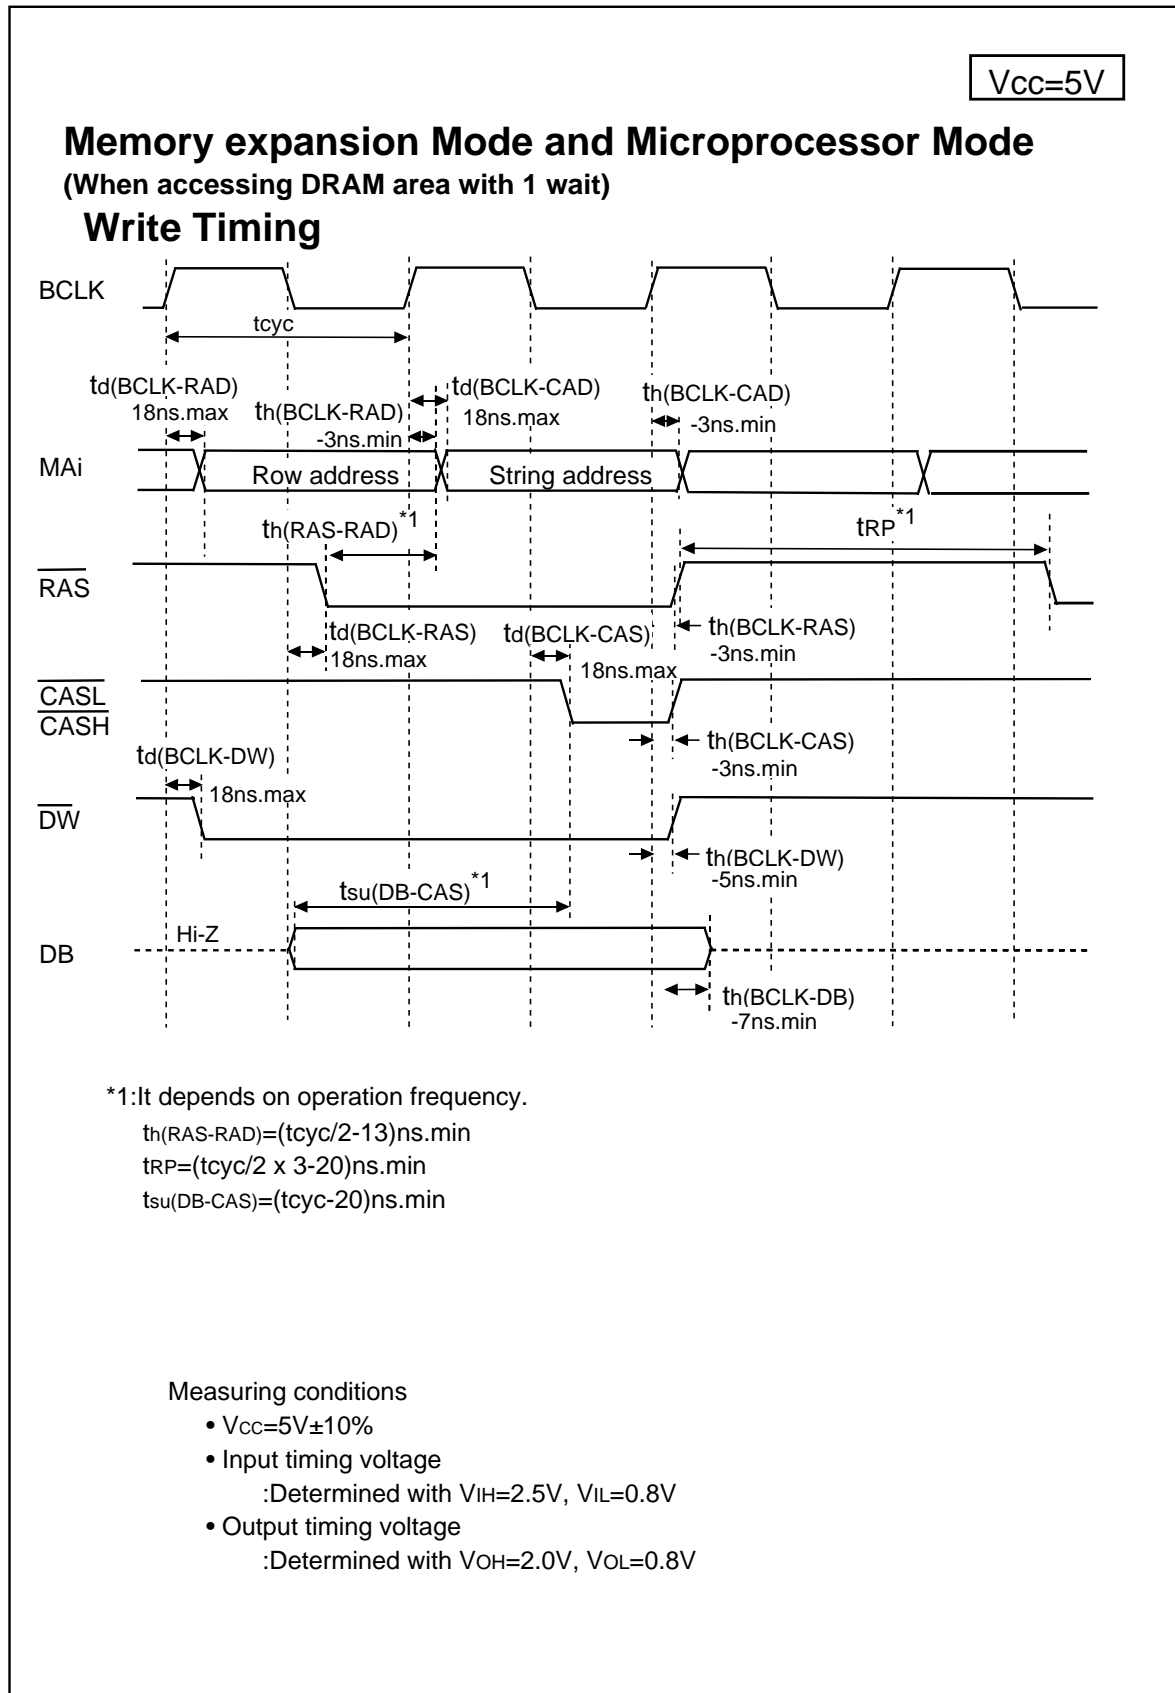 Vcc=5V
Memory expansion Mode and Microprocessor Mode
(When accessing DRAM area with 1 wait)
Write Timing
BCLK
tcyc
td(BCLK-RAD)
18ns.max
th(BCLK-RAD)
-3ns.min
td(BCLK-CAD)
18ns.max
th(BCLK-CAD)
-3ns.min
MAi
Row address
String address
th(RAS-RAD)*1
tRP*1
RAS
td(BCLK-RAS)
18ns.max
td(BCLK-CAS)
18ns.max
th(BCLK-RAS)
-3ns.min
CASL
CASH
th(BCLK-CAS)
-3ns.min
td(BCLK-DW)
18ns.max
DW
th(BCLK-DW)
-5ns.min
tsu(DB-CAS)*1
Hi-Z
DB
th(BCLK-DB)
-7ns.min
*1:It depends on operation frequency.
th(RAS-RAD)=(tcyc/2-13)ns.min
tRP=(tcyc/2 x 3-20)ns.min
tsu(DB-CAS)=(tcyc-20)ns.min
Measuring conditions
• VCC=5V±10%
• Input timing voltage
:Determined with VIH=2.5V, VIL=0.8V
• Output timing voltage
:Determined with VOH=2.0V, VOL=0.8V